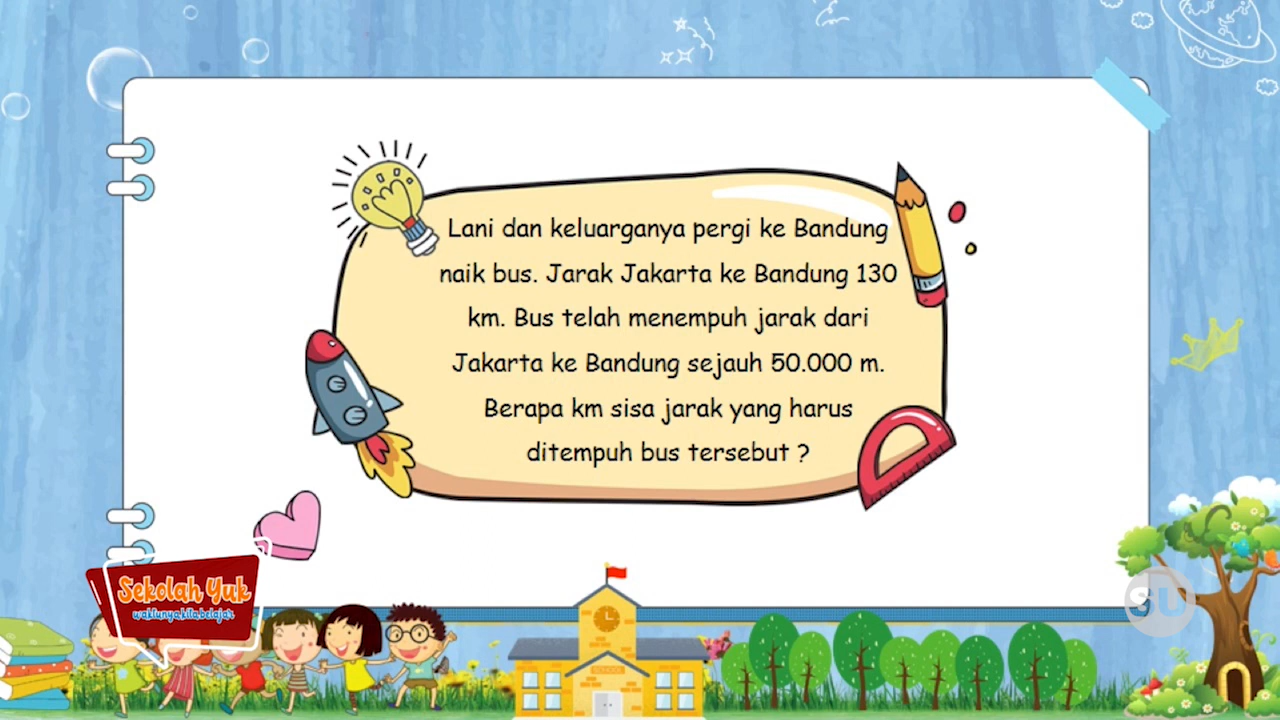 Lani dan keluarganya pergi ke Bandung
naik bus. Jarak Jakarta ke Bandung 130
km. Bus telah menempuh jarak dari
Jakarta ke Bandung sejauh 50.000 m.
Berapa km sisa jarak yang harus
ditempuh bus tersebut ?
Sekolah Yuk
waktunya kita belajar
SU